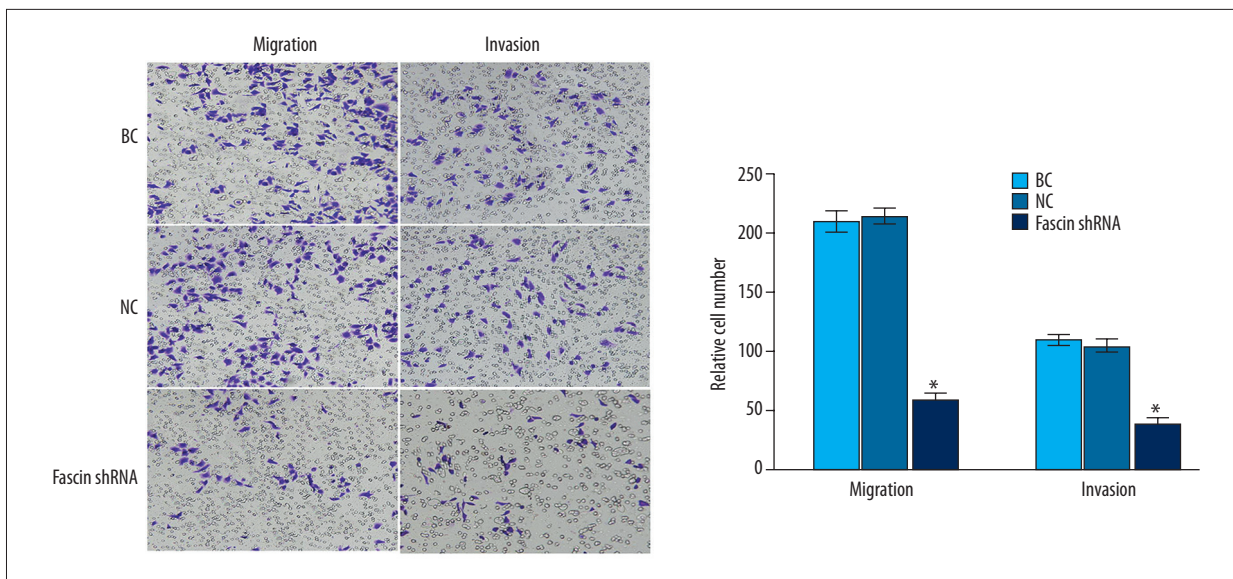 Migration
Invasion
BC
NC
Fascin shRNA
Relative cell number
250
200
150
100
50
0
BC
NC
Fascin shRNA
*
*
Migration
Invasion